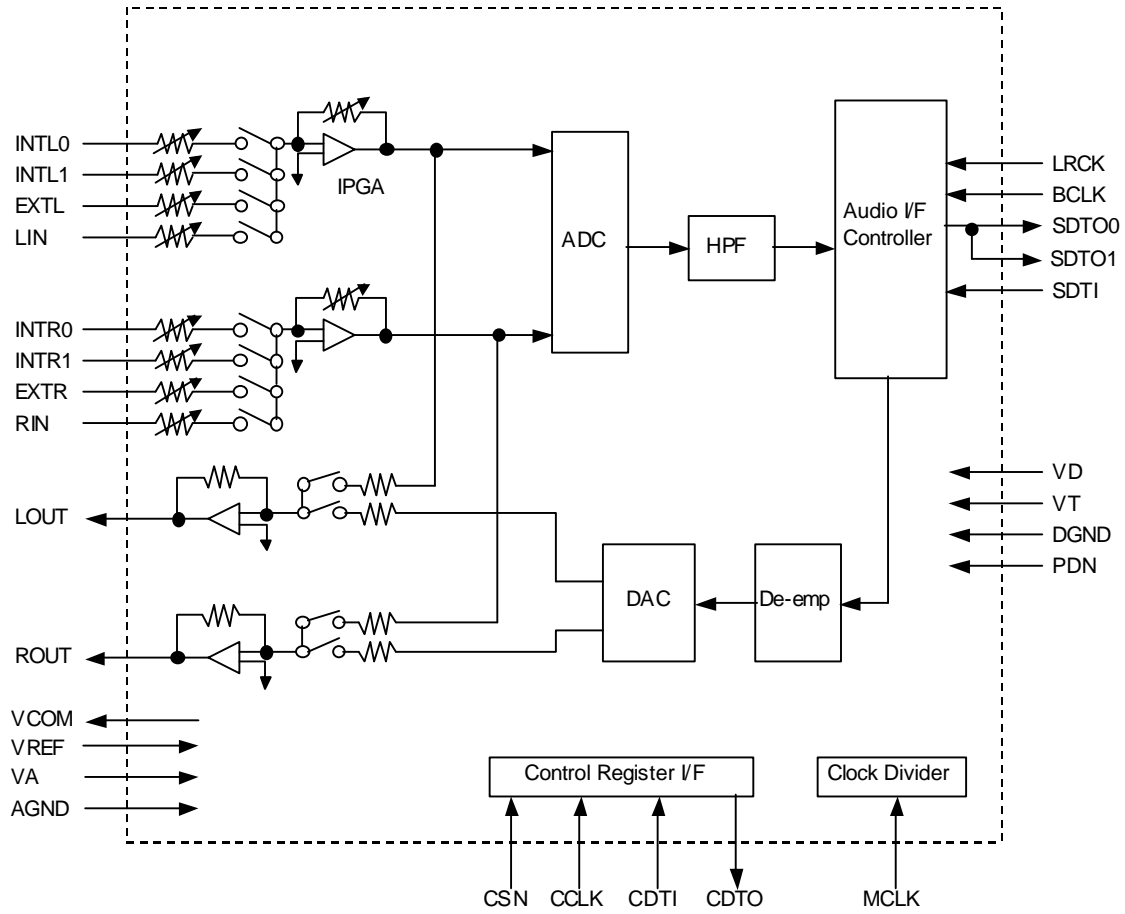 INTL0
INTL1
EXTL
LIN
IPGA
INTR0
INTR1
EXTR
RIN
LOUT
ROUT
VCOM
VREF
VA
AGND
ADC
HPF
Audio I/F
Controller
LRCK
BCLK
SDTO0
SDTO1
SDTI
VD
VT
DGND
PDN
DAC
De-emp
Control Register I/F
Clock Divider
CSN
CCLK
CDTI
CDTO
MCLK